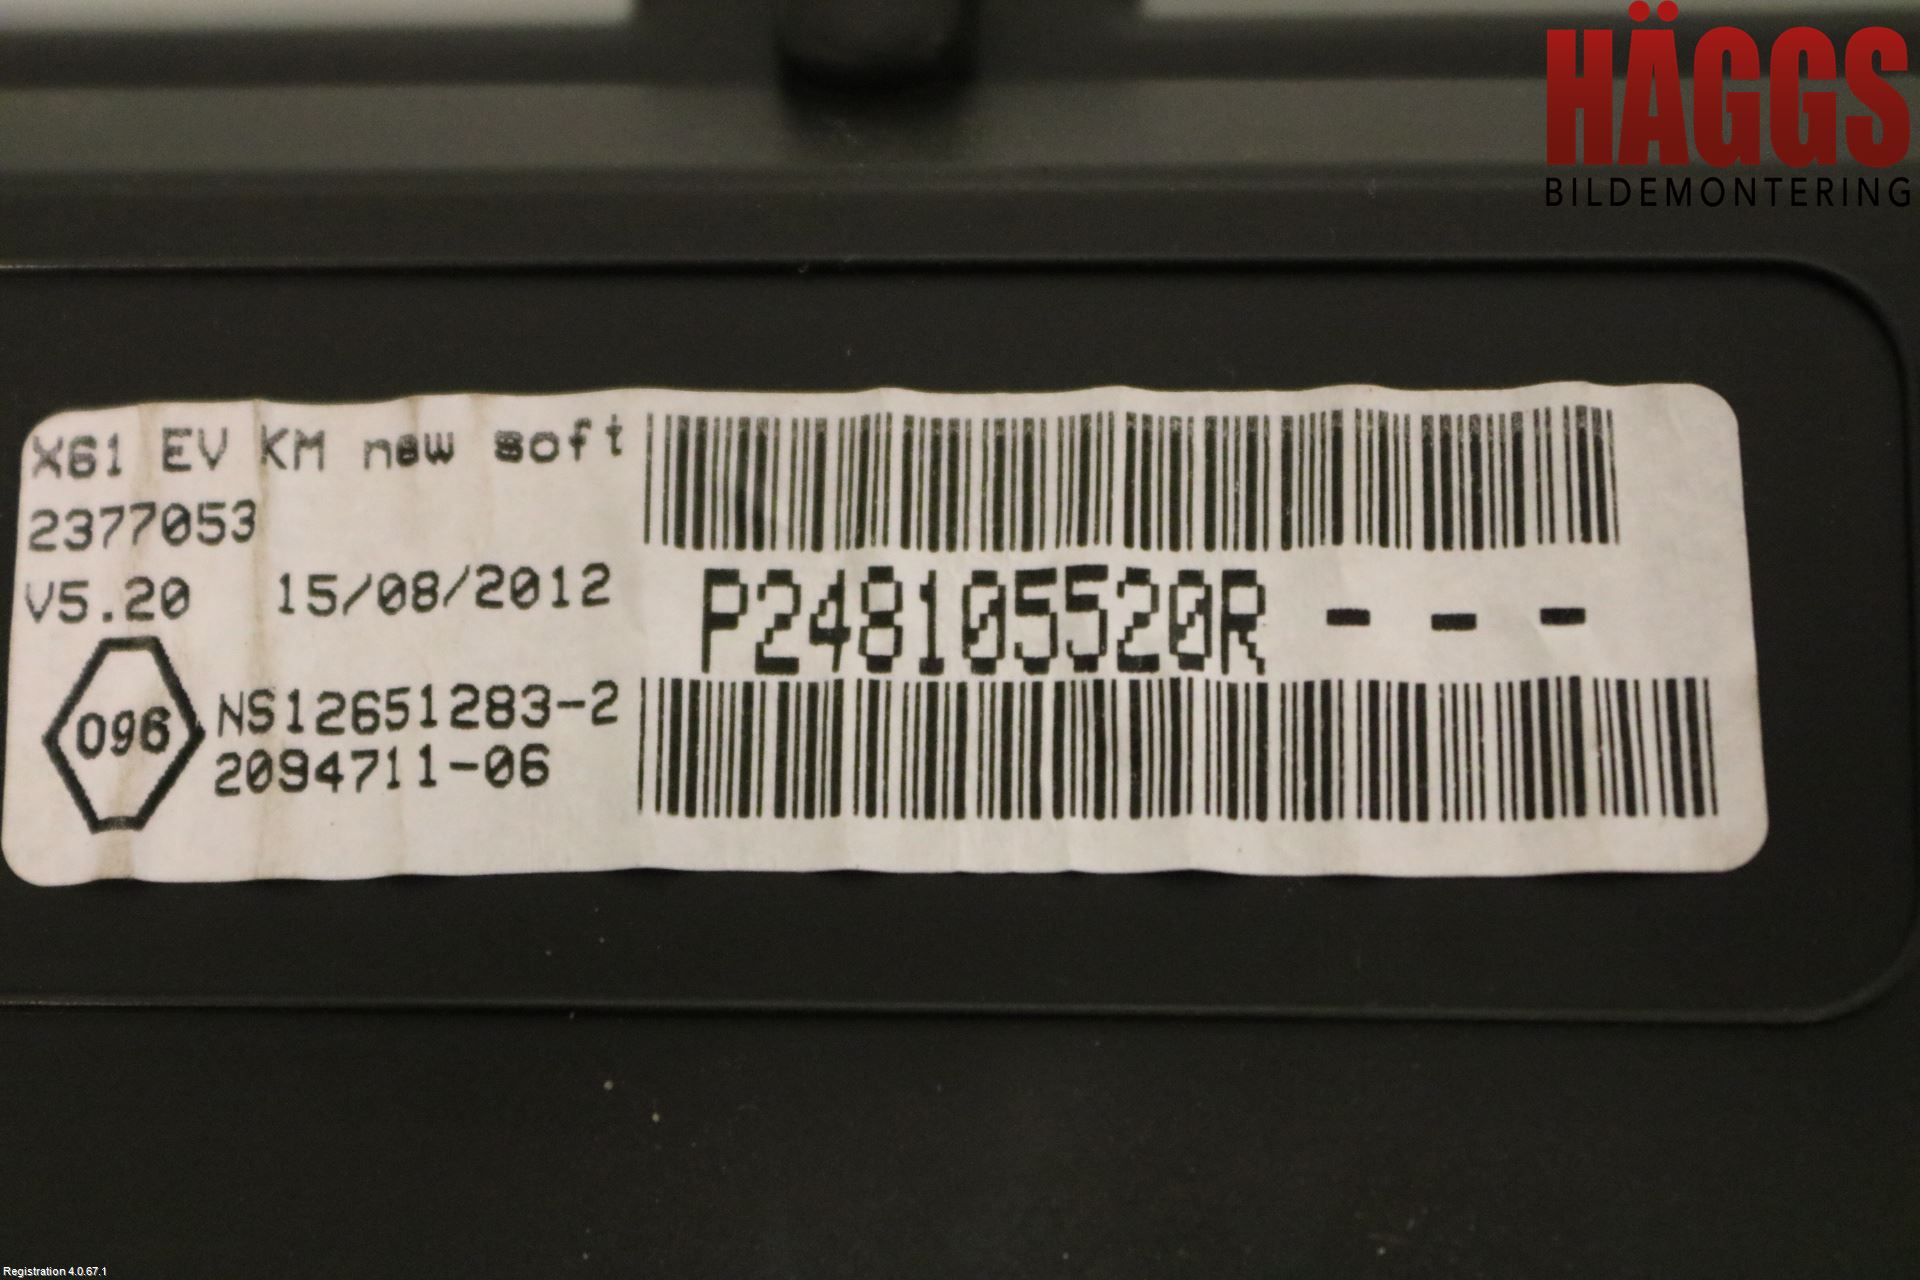 HÄGGS
BILDEMONTERING
X61 EV KM new soft
2377053
V5.20 15/08/2012
P248105520R - - -
096
NS12651283-2
2094711-06
Registration 4.0.67.1